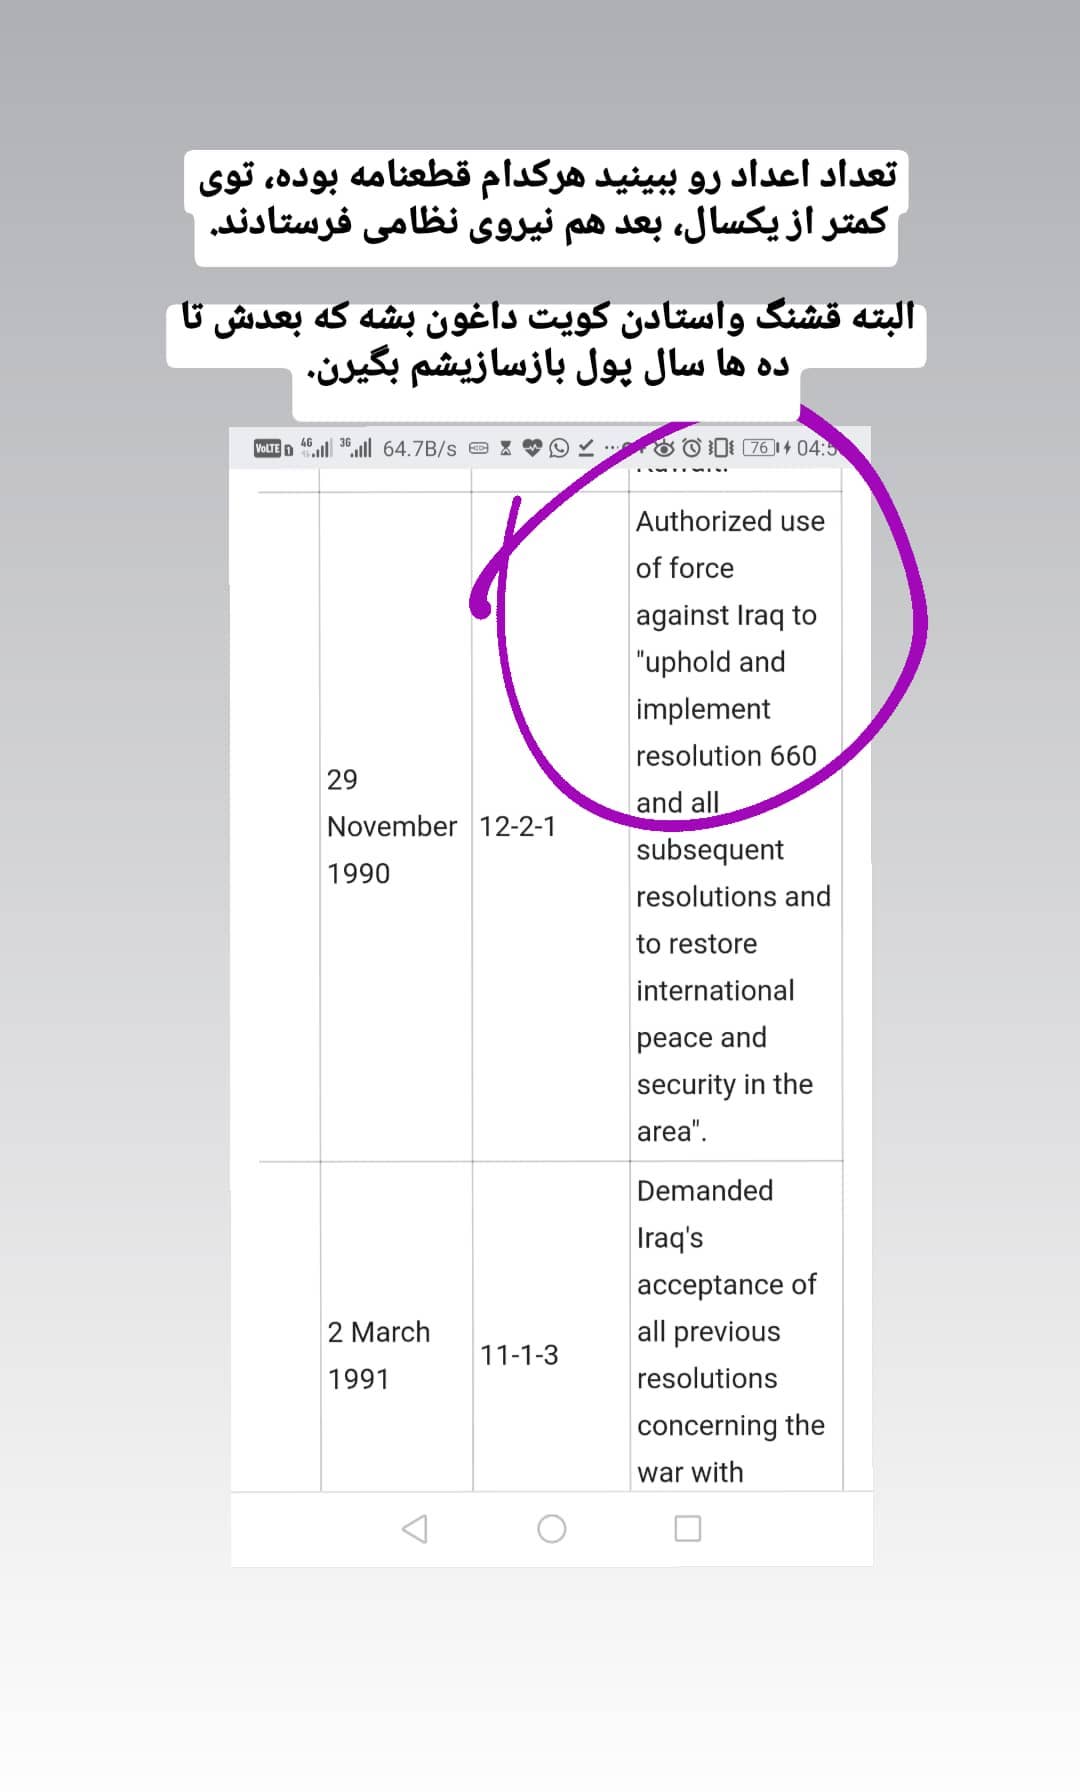 تعداد اعداد رو ببینید هرکدام قطعنامه بوده، توی
کمتر از یکسال، بعد هم نیروی نظامی فرستادند.
البته قشنگ واستادن کویت داغون بشه که بعدش تا
ده ها سال پول بازسازیشم بگیرن.
VoLTE 4G 3G 64.7B/s 76
Authorized use
of force
against Iraq to
"uphold and
implement
resolution 660
and all
subsequent
resolutions and
to restore
international
peace and
security in the
area".
29
November
1990
12-2-1
Demanded
Iraq's
acceptance of
all previous
resolutions
concerning the
war with
2 March
1991
11-1-3